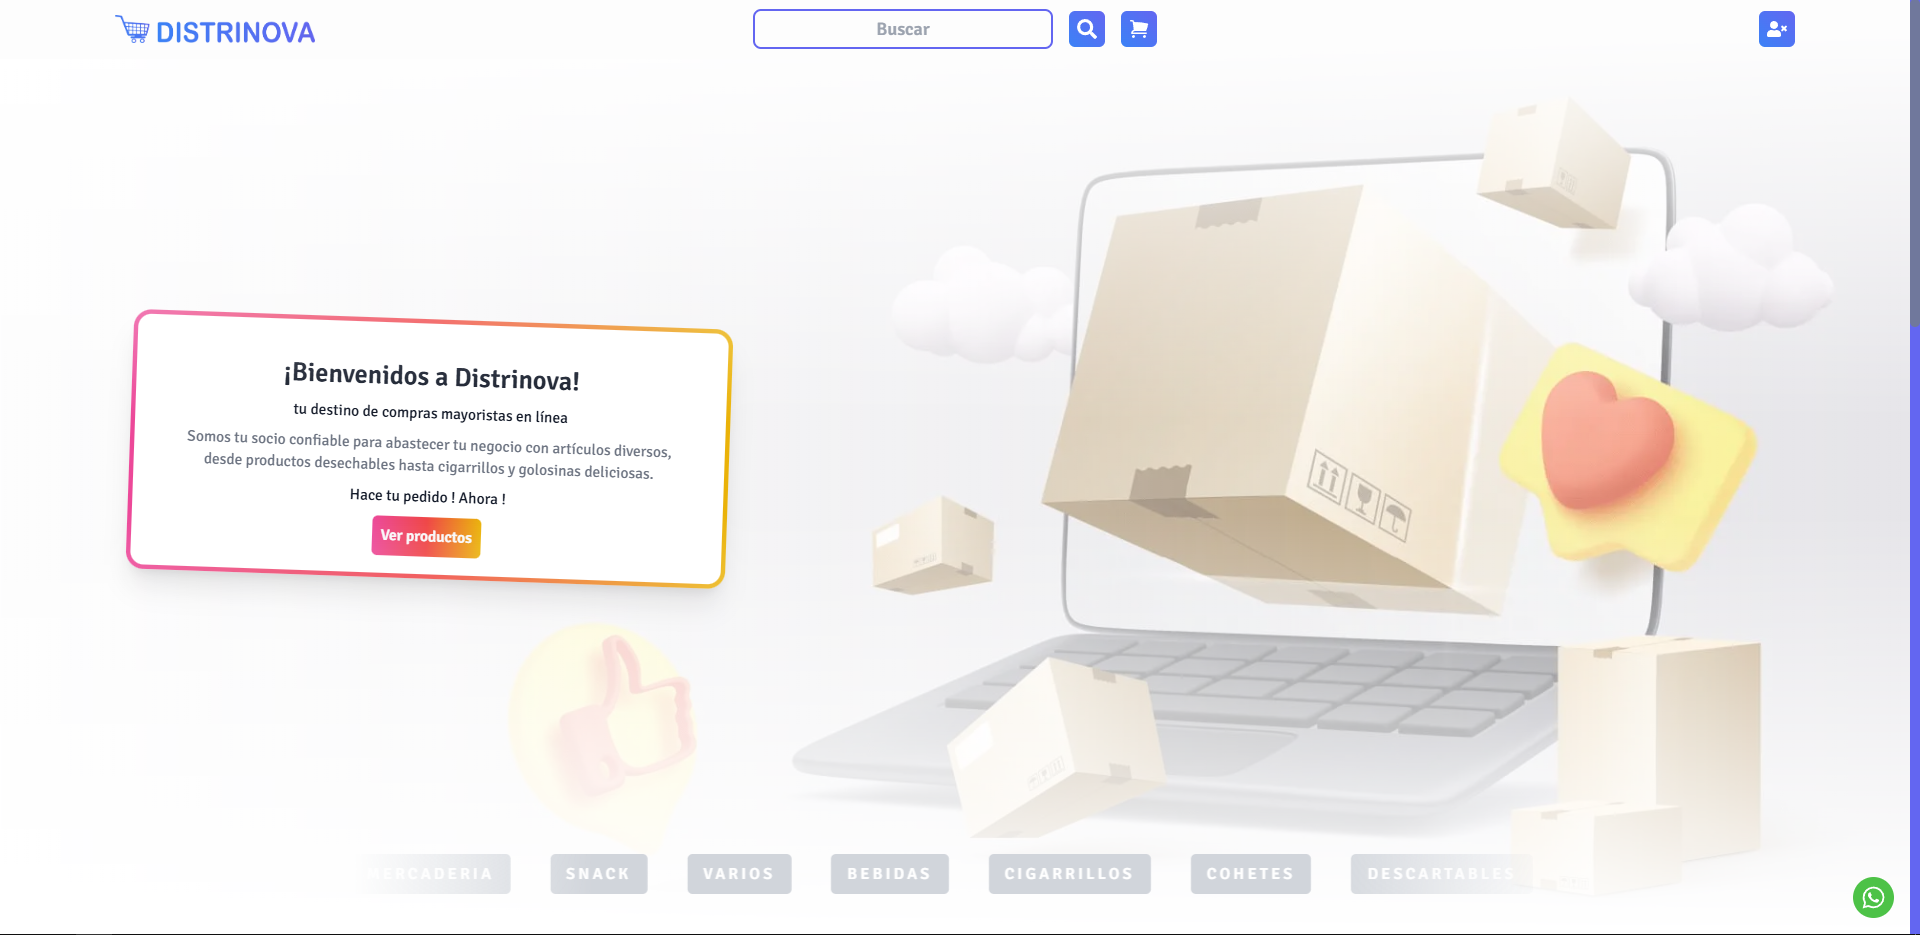 DISTRINOVA
Buscar
¡Bienvenidos a Distrinova!
tu destino de compras mayoristas en línea
Somos tu socio confiable para abastecer tu negocio con artículos diversos,
desde productos desechables hasta cigarrillos y golosinas deliciosas.
Hace tu pedido ! Ahora !
Ver productos
MERCADERIA
SNACK
VARIOS
BEBIDAS
CIGARRILLOS
COHETES
DESCARTABLES